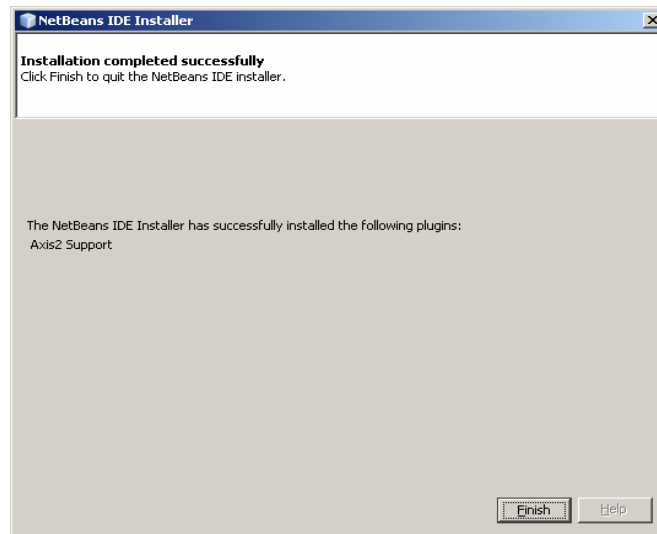 NetBeans IDE Installer
Installation completed successfully
Click Finish to quit the NetBeans IDE installer.
The NetBeans IDE Installer has successfully installed the following plugins:
Axis2 Support
Finish
Help